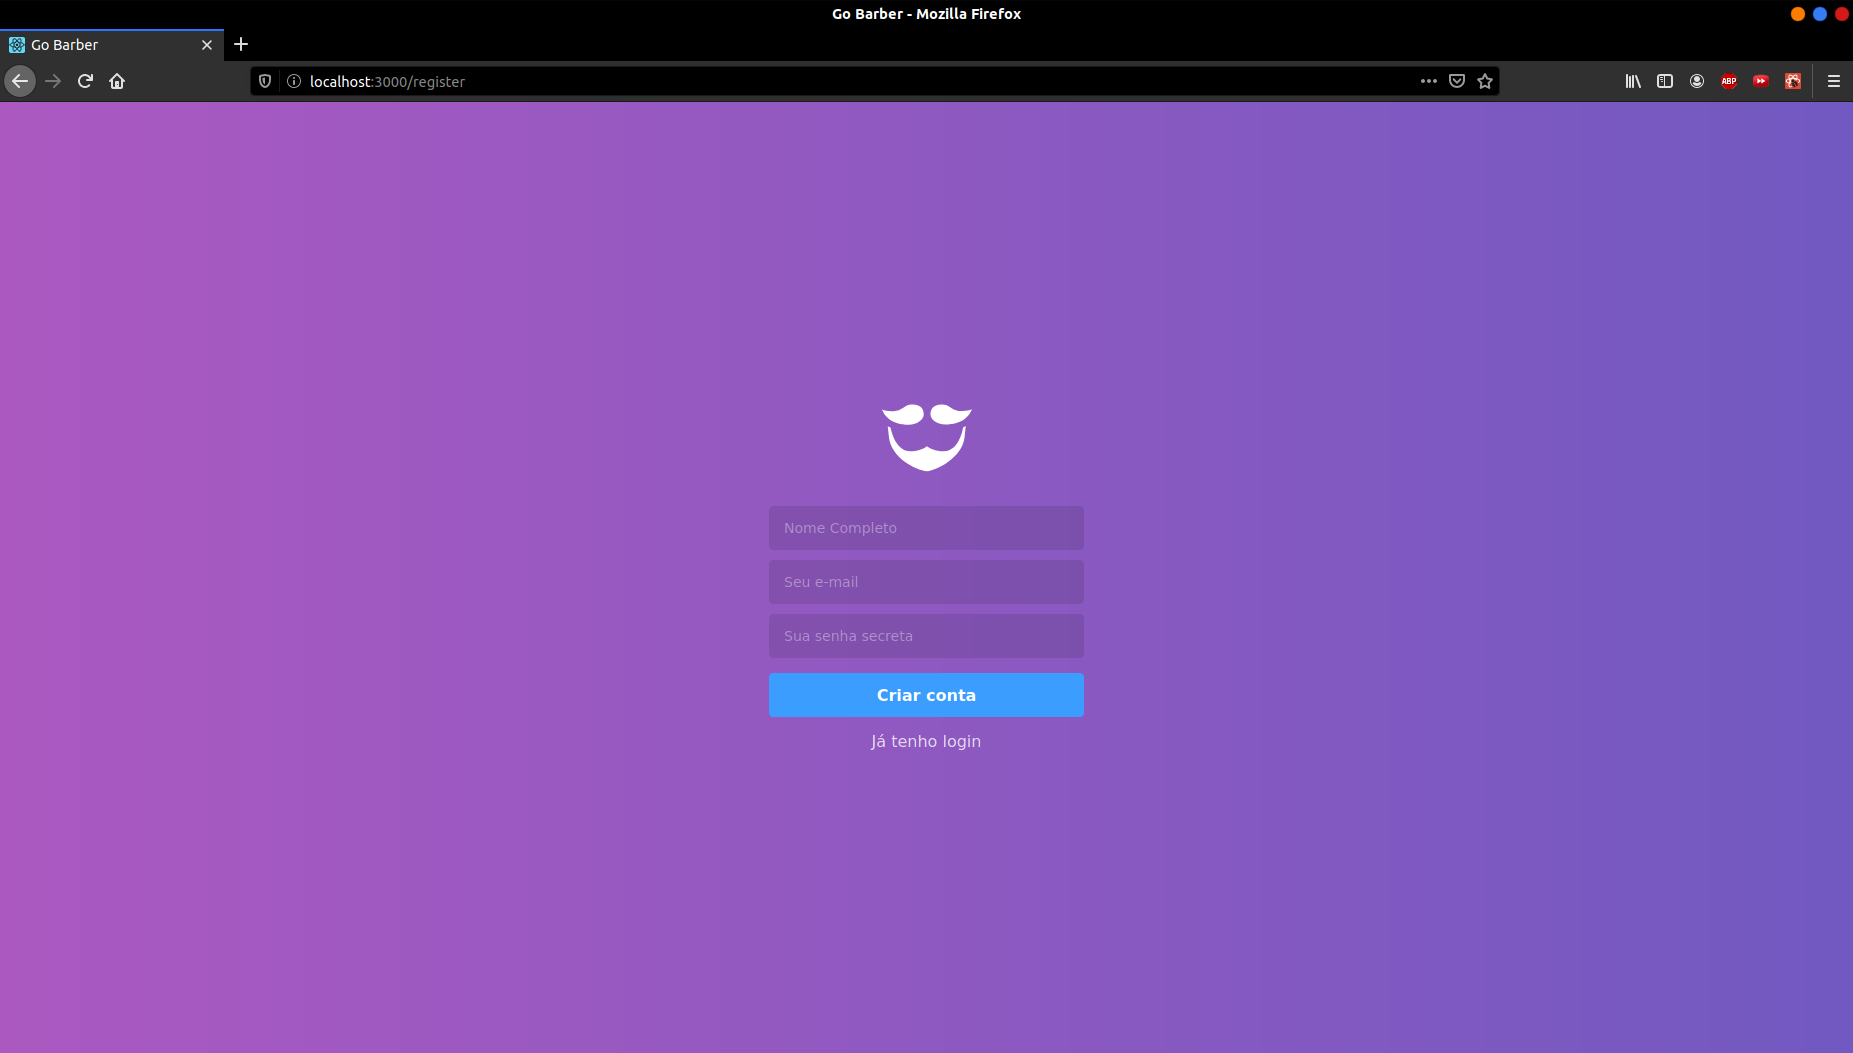 Go Barber - Mozilla Firefox
Go Barber
localhost:3000/register
ABP
Nome Completo
Seu e-mail
Sua senha secreta
Criar conta
Já tenho login